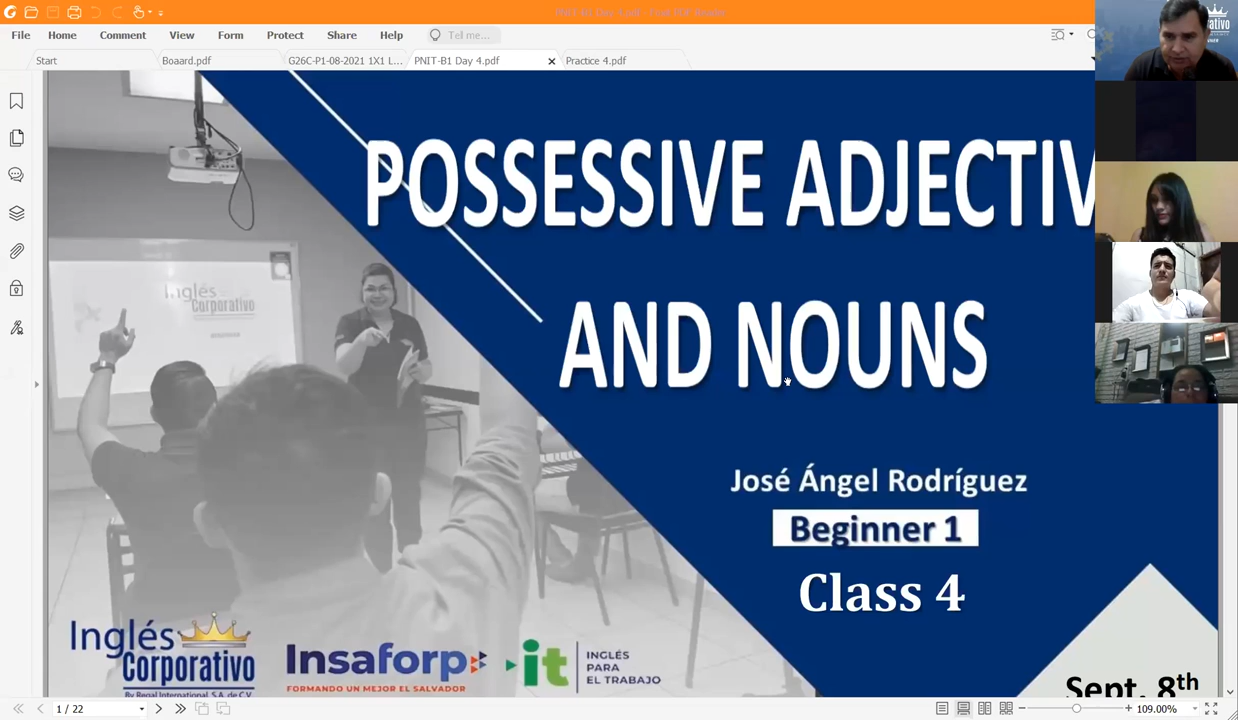 File Home Comment View Form Protect Share Help Tell me...
Start Boaard.pdf G26C-P1-08-2021 1X1 L... PNIT-B1 Day 4.pdf Practice 4.pdf
POSSESSIVE ADJECTIV
AND NOUNS
Inglés
Corporativo
José Ángel Rodríguez
Beginner 1
Class 4
Inglés
Corporativo
By Regal International, S.A. de C.V.
Insaforp
FORMANDO UN MEJOR EL SALVADOR
it
INGLÉS
PARA
EL TRABAJO
Sept. 8th
1 / 22
109.00%